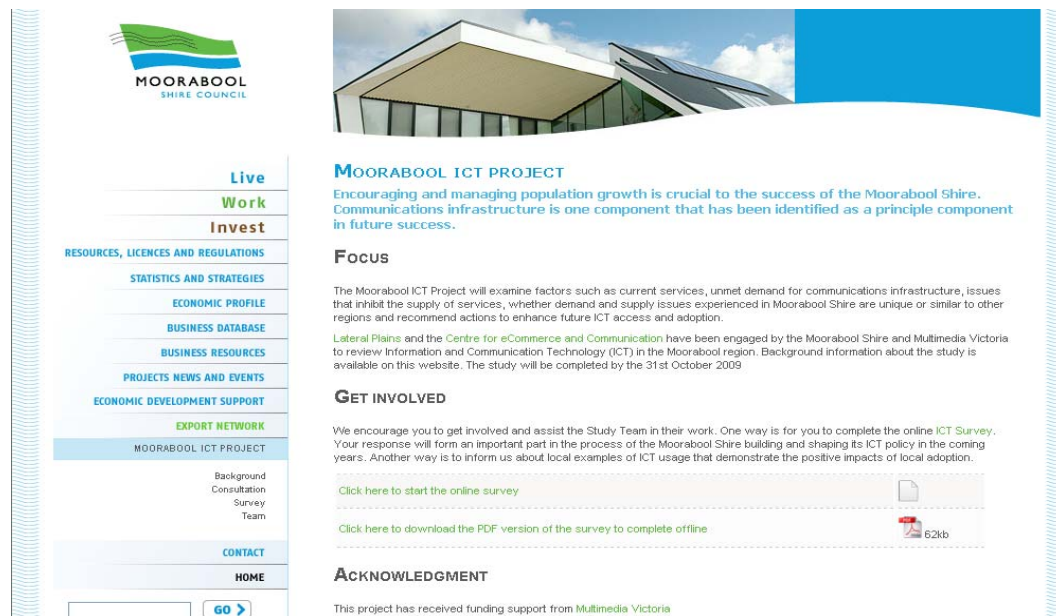 MOORABOOL
SHIRE COUNCIL
Live
Work
Invest
RESOURCES, LICENCES AND REGULATIONS
STATISTICS AND STRATEGIES
ECONOMIC PROFILE
BUSINESS DATABASE
BUSINESS RESOURCES
PROJECTS NEWS AND EVENTS
ECONOMIC DEVELOPMENT SUPPORT
EXPORT NETWORK
MOORABOOL ICT PROJECT
Background
Consultation
Survey
Team
CONTACT
HOME
GO
MOORABOOL ICT PROJECT
Encouraging and managing population growth is crucial to the success of the Moorabool Shire.
Communications infrastructure is one component that has been identified as a principle component
in future success.
FOCUS
The Moorabool ICT Project will examine factors such as current services, unmet demand for communications infrastructure, issues
that inhibit the supply of services, whether demand and supply issues experienced in Moorabool Shire are unique or similar to other
regions and recommend actions to enhance future ICT access and adoption.
Lateral Plains and the Centre for eCommerce and Communication have been engaged by the Moorabool Shire and Multimedia Victoria
to review Information and Communication Technology (ICT) in the Moorabool region. Background information about the study is
available on this website. The study will be completed by the 31st October 2009
GET INVOLVED
We encourage you to get involved and assist the Study Team in their work. One way is for you to complete the online ICT Survey.
Your response will form an important part in the process of the Moorabool Shire building and shaping its ICT policy in the coming
years. Another way is to inform us about local examples of ICT usage that demonstrate the positive impacts of local adoption.
Click here to start the online survey
Click here to download the PDF version of the survey to complete offline
PDF
62kb
ACKNOWLEDGMENT
This project has received funding support from Multimedia Victoria